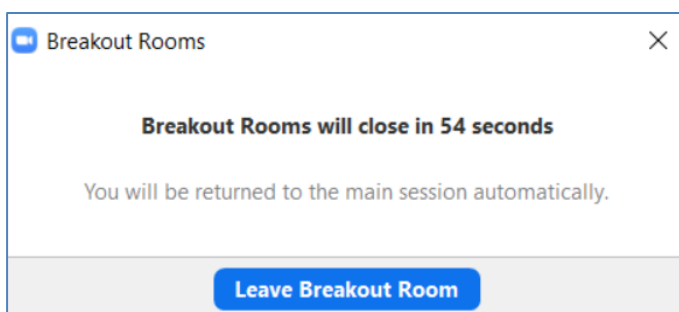 Breakout Rooms
Breakout Rooms will close in 54 seconds
You will be returned to the main session automatically.
Leave Breakout Room